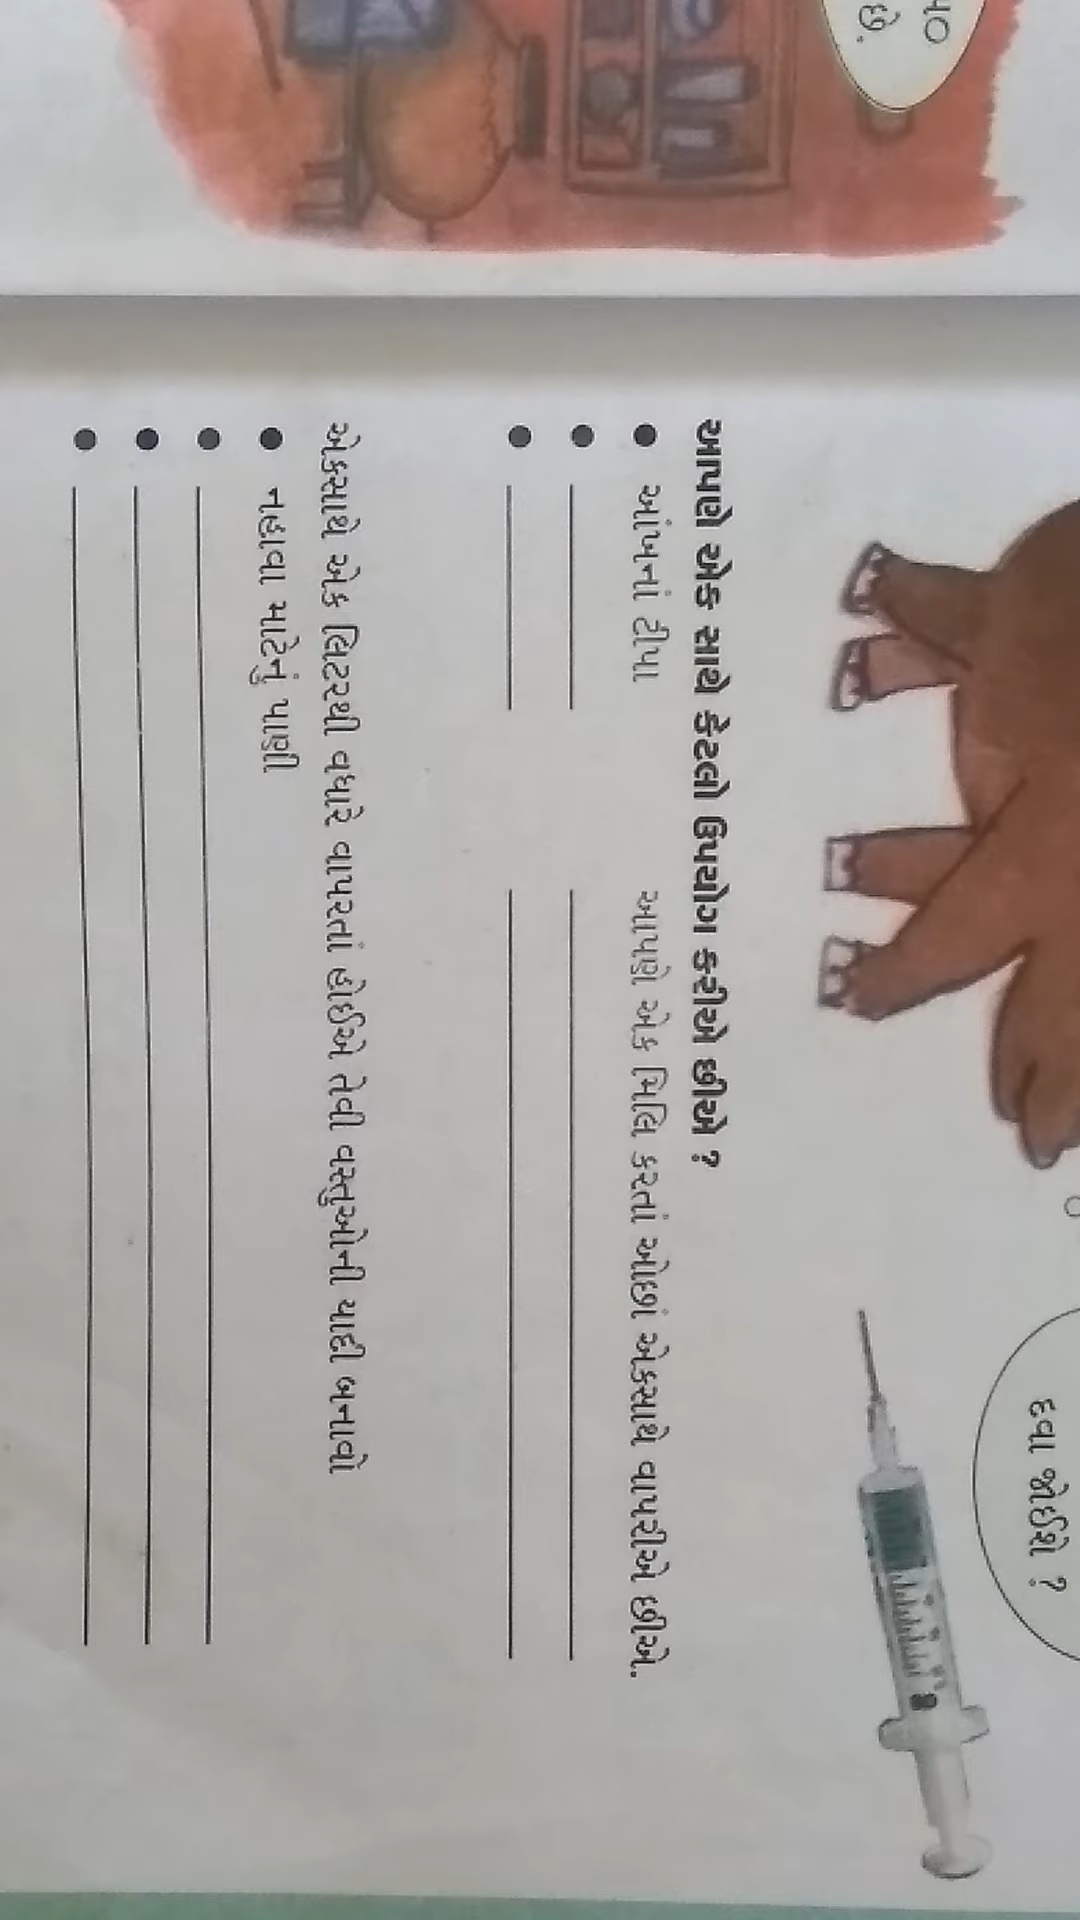 ૫૦
છે.
દવા જોઈશે ?
આપણે એક સાથે કેટલો ઉપયોગ કરીએ છીએ ?
● આંખનાં ટીપા આપણે એક મિલિ કરતાં ઓછાં એકસાથે વાપરીએ છીએ.
એકસાથે એક લિટરથી વધારે વાપરતાં હોઈએ તેવી વસ્તુઓની યાદી બનાવો
● નહાવા માટેનું પાણી